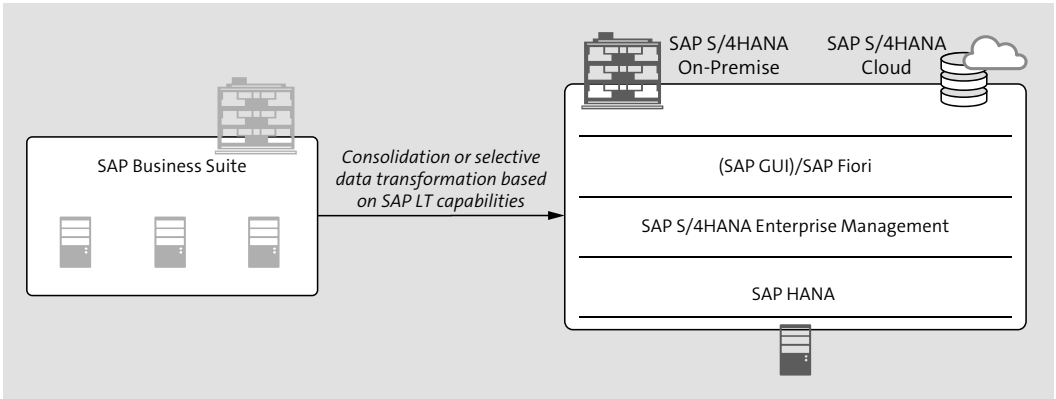 SAP Business Suite
Consolidation or selective
data transformation based
on SAP LT capabilities
SAP S/4HANA
On-Premise
SAP S/4HANA
Cloud
(SAP GUI)/SAP Fiori
SAP S/4HANA Enterprise Management
SAP HANA